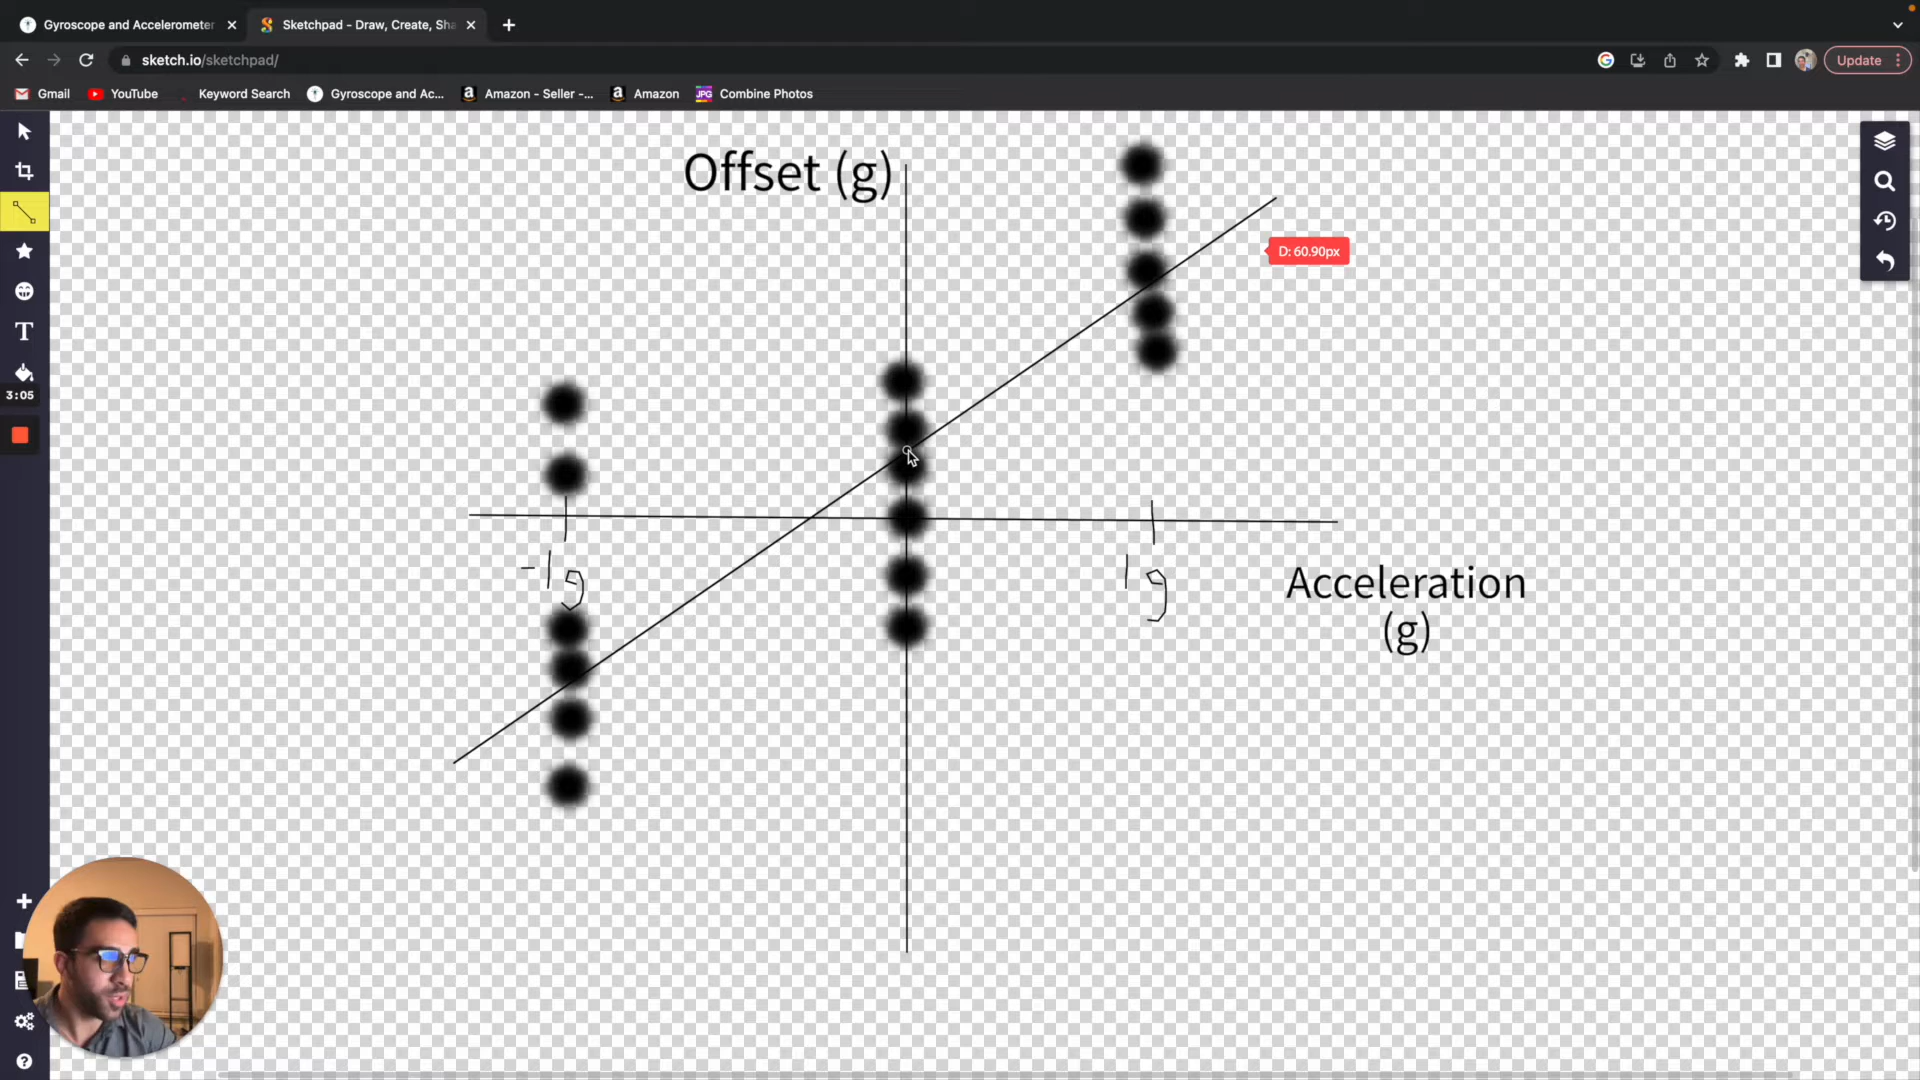 Gyroscope and Accelerometer
Sketchpad - Draw, Create, Sha
sketch.io/sketchpad/
Update
Gmail
YouTube
Keyword Search
Gyroscope and Ac...
Amazon - Seller -...
Amazon
JPG
Combine Photos
Offset (g)
D: 60.90px
T
3:05
-1g
1g
Acceleration
(g)